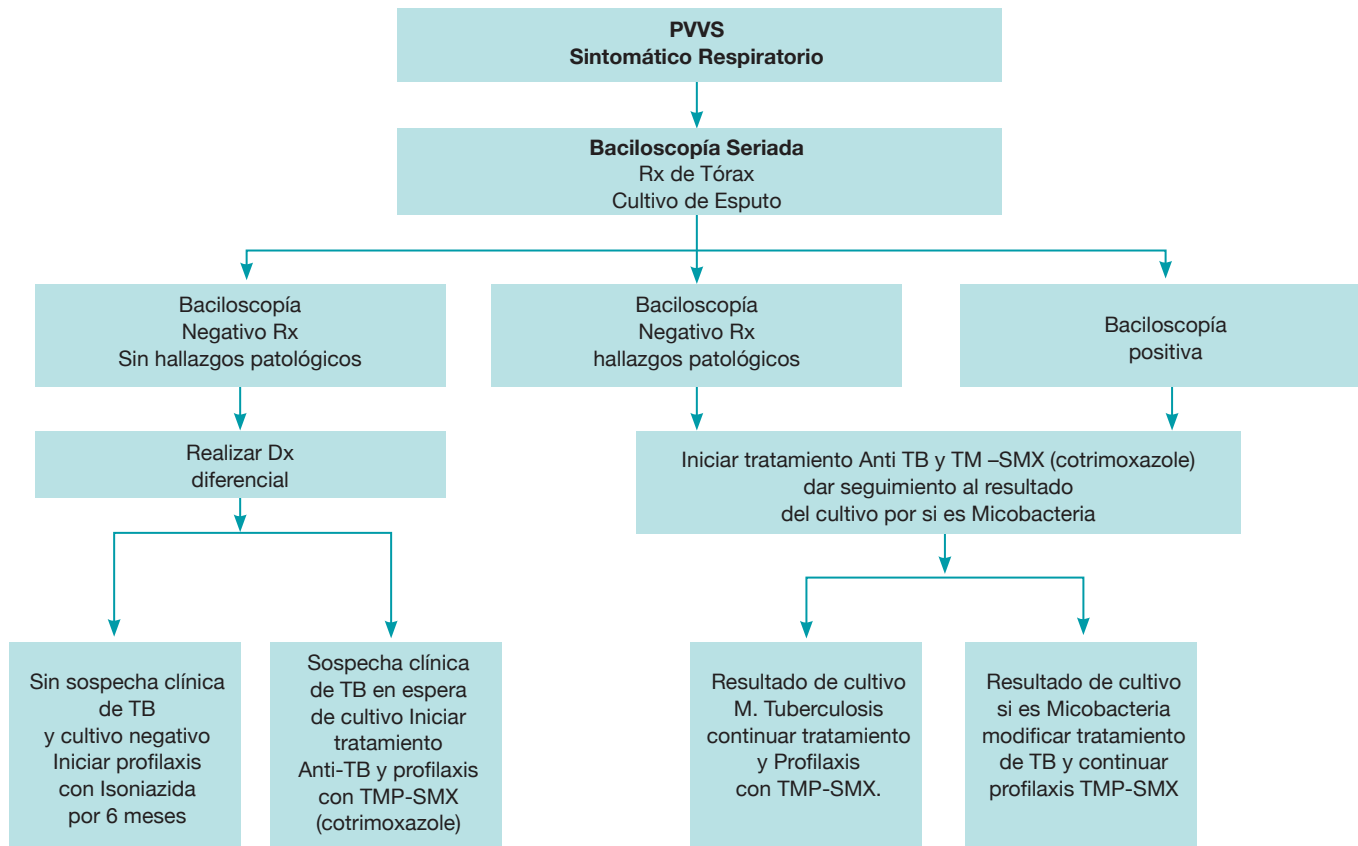 PVVS
Sintomático Respiratorio
Baciloscopía Seriada
Rx de Tórax
Cultivo de Esputo
Baciloscopía
Negativo Rx
Sin hallazgos patológicos
Baciloscopía
Negativo Rx
hallazgos patológicos
Baciloscopía
positiva
Realizar Dx
diferencial
Iniciar tratamiento Anti TB y TM –SMX (cotrimoxazole)
dar seguimiento al resultado
del cultivo por si es Micobacteria
Sin sospecha clínica
de TB
y cultivo negativo
Iniciar profilaxis
con Isoniazida
por 6 meses
Sospecha clínica
de TB en espera
de cultivo Iniciar
tratamiento
Anti-TB y profilaxis
con TMP-SMX
(cotrimoxazole)
Resultado de cultivo
M. Tuberculosis
continuar tratamiento
y Profilaxis
con TMP-SMX.
Resultado de cultivo
si es Micobacteria
modificar tratamiento
de TB y continuar
profilaxis TMP-SMX